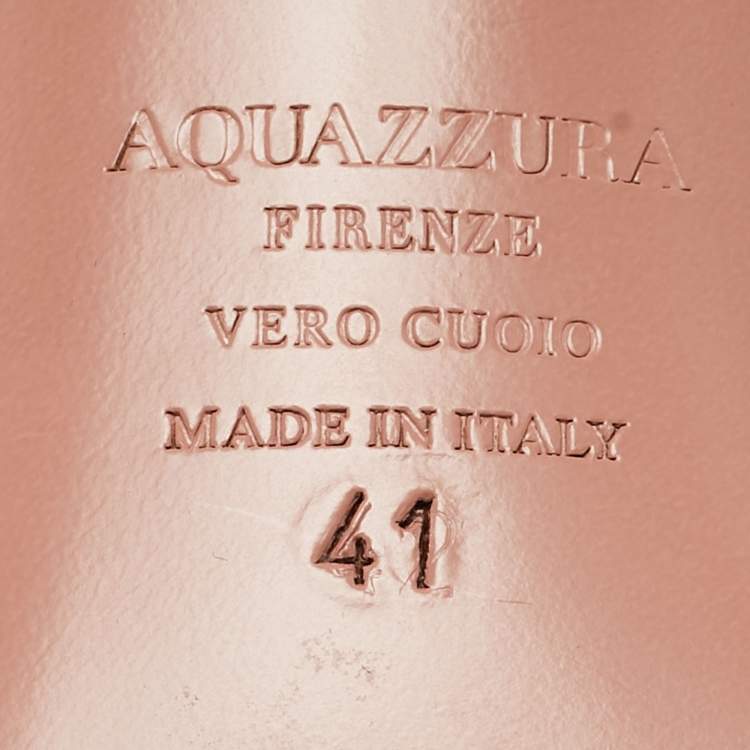 AQUAZZURA
FIRENZE
VERO CUOIO
MADE IN ITALY
41